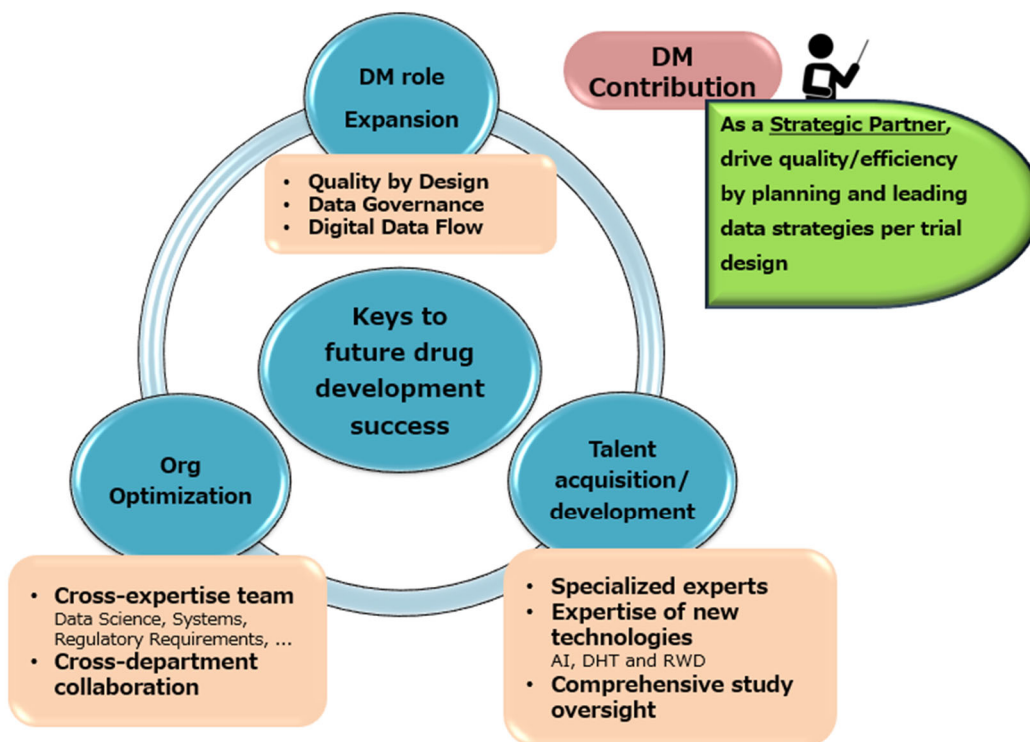 DM role
Expansion
• Quality by Design
• Data Governance
• Digital Data Flow
DM
Contribution
As a Strategic Partner,
drive quality/efficiency
by planning and leading
data strategies per trial
design
Keys to
future drug
development
success
Org
Optimization
• Cross-expertise team
Data Science, Systems,
Regulatory Requirements, ...
• Cross-department
collaboration
Talent
acquisition/
development
• Specialized experts
• Expertise of new
technologies
AI, DHT and RWD
• Comprehensive study
oversight